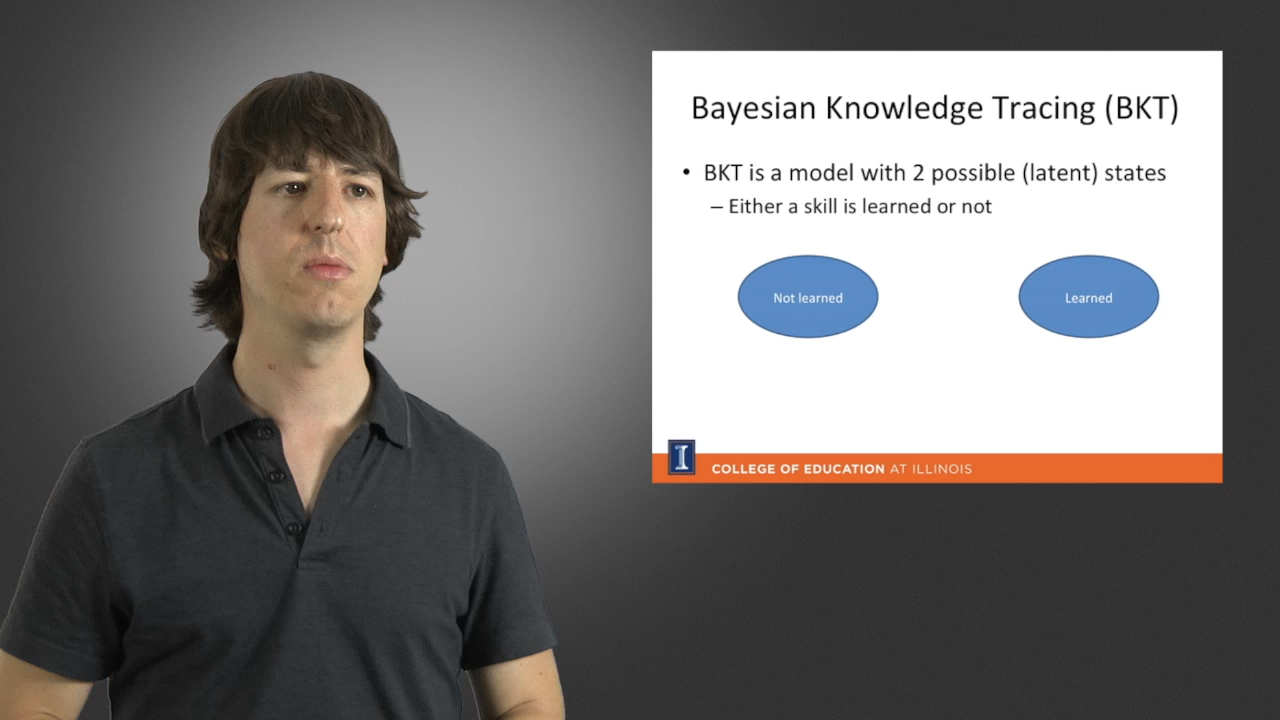 Bayesian Knowledge Tracing (BKT)
• BKT is a model with 2 possible (latent) states
– Either a skill is learned or not
Not learned
Learned
I
COLLEGE OF EDUCATION AT ILLINOIS